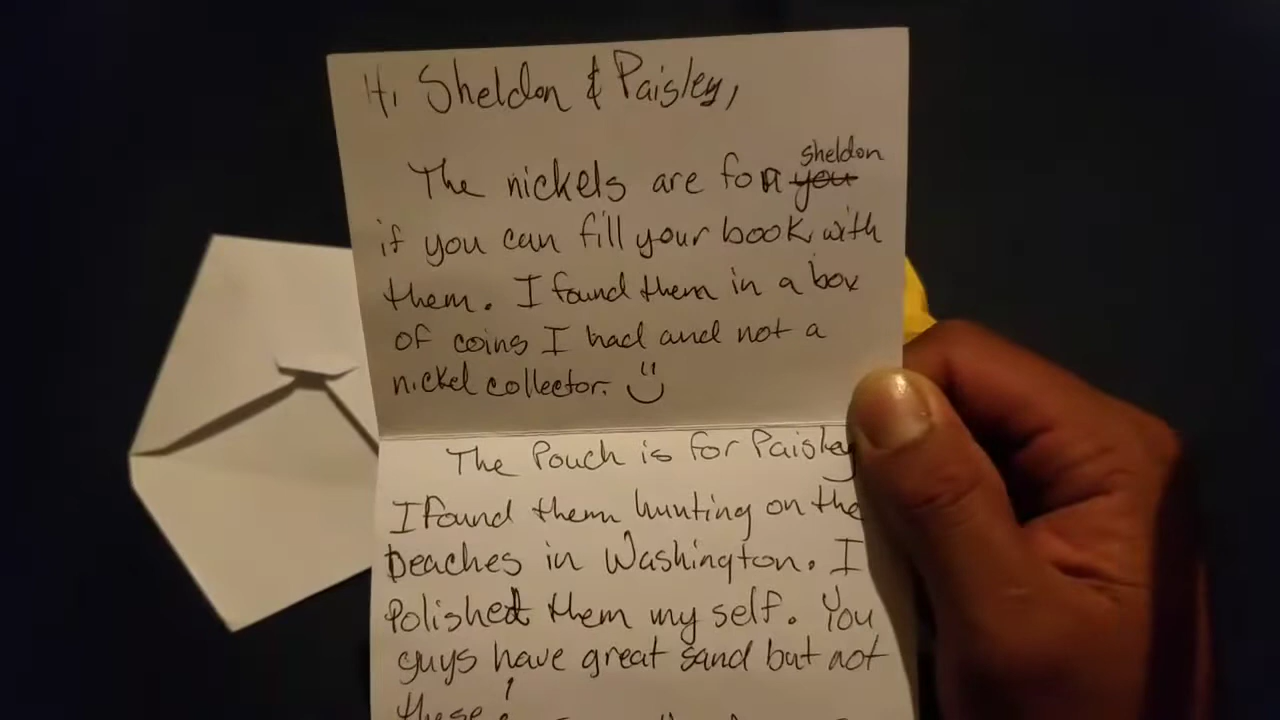 Hi Sheldon & Paisley,
sheldon
The nickels are for you
if you can fill your book with
them. I found them in a box
of coins I had and not a
nickel collector.
The Pouch is for Paisley
I found them hunting on the
beaches in Washington. I
Polished them my self. You
guys have great sand but not
these!